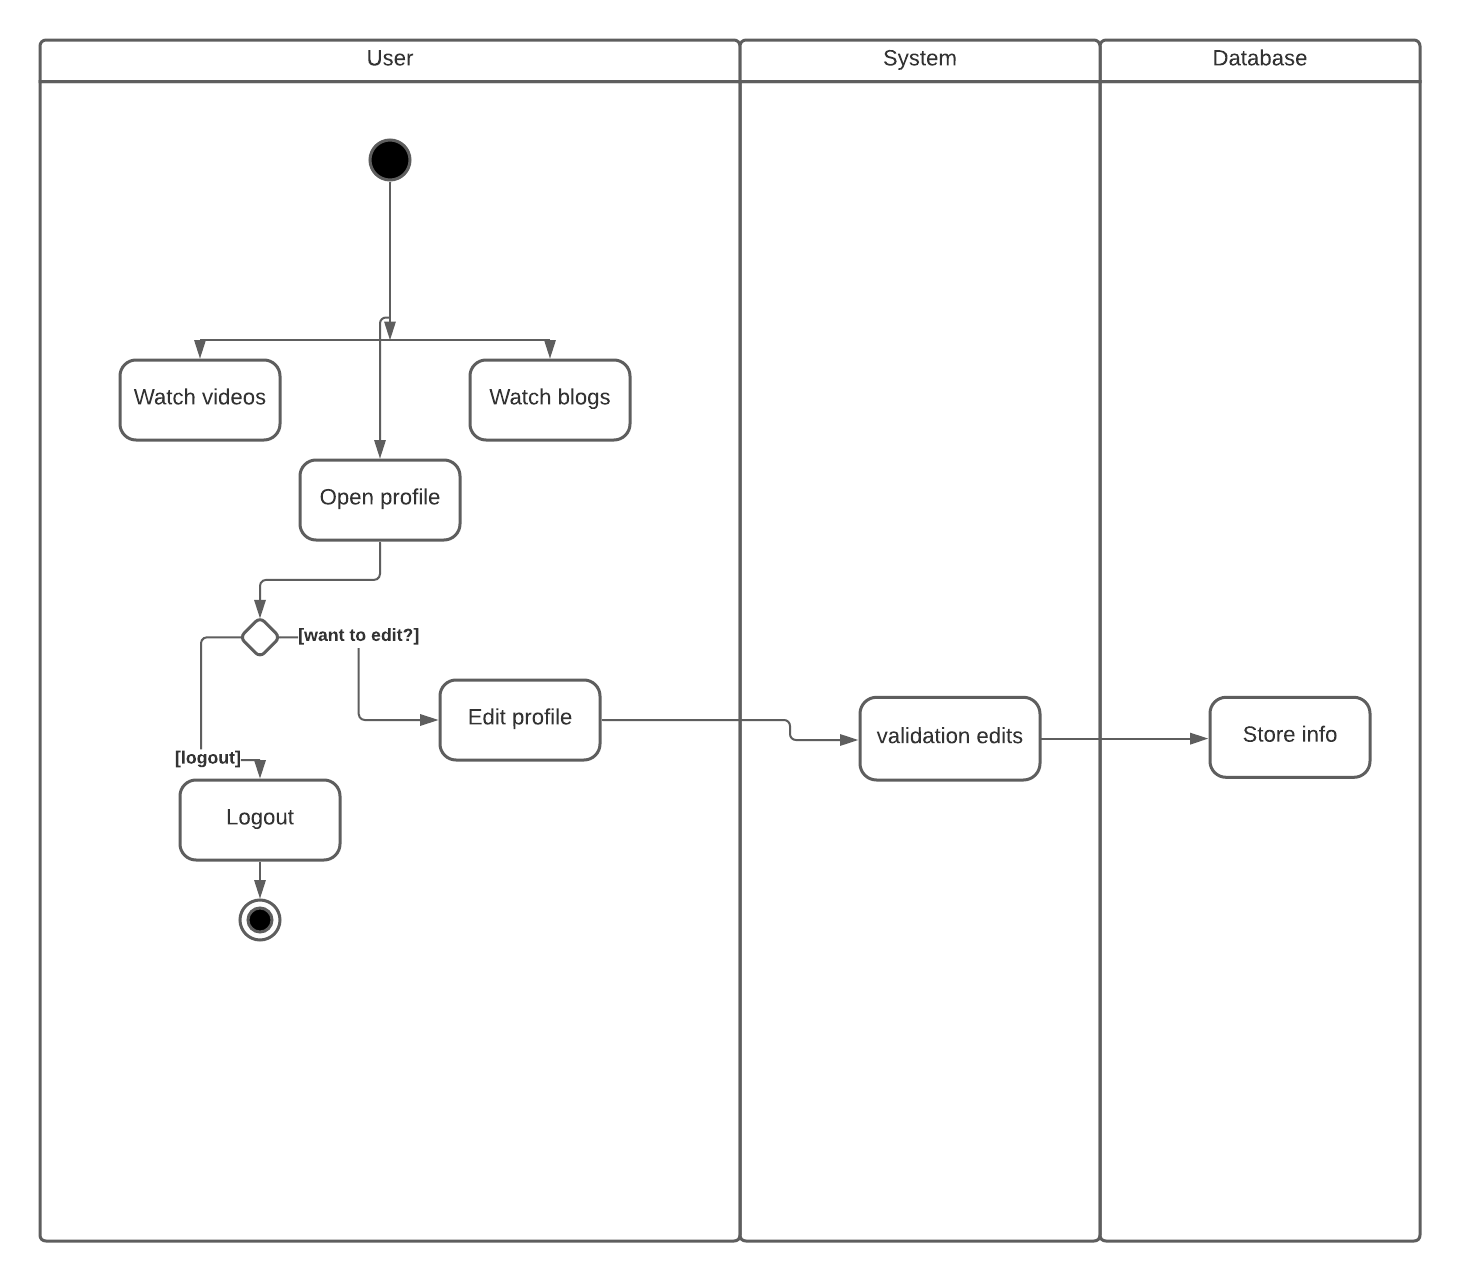 User
System
Database
Watch videos
Watch blogs
Open profile
[want to edit?]
Edit profile
validation edits
Store info
[logout]
Logout